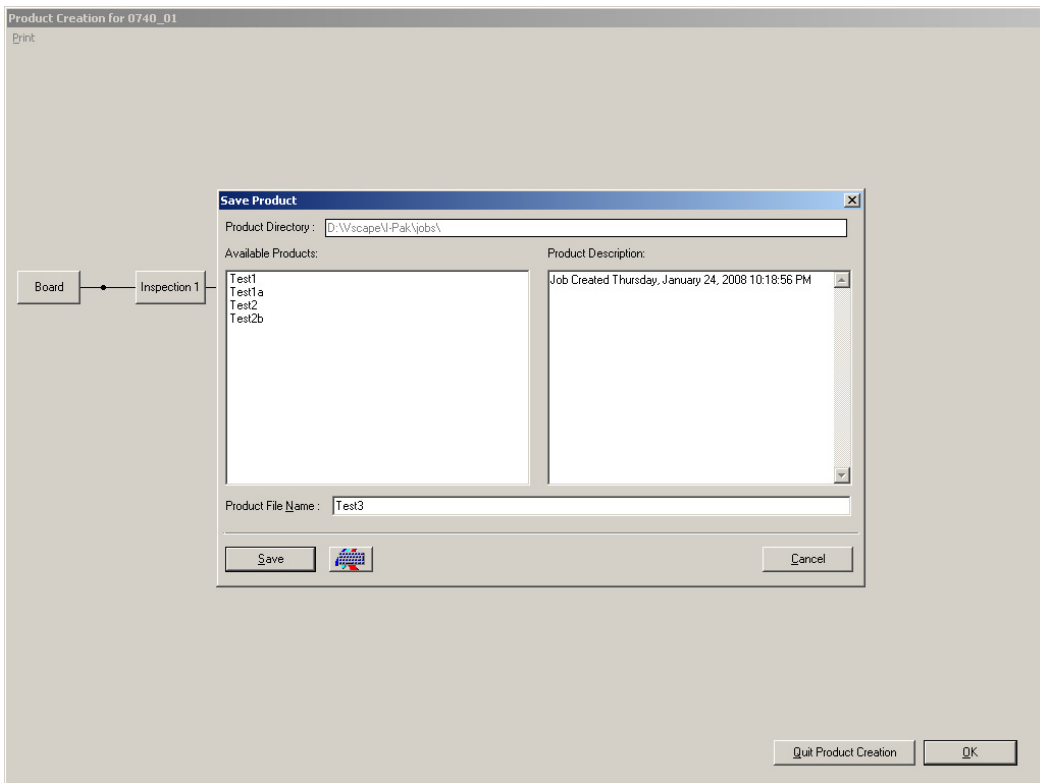 Product Creation for 0740_01
Print
Save Product
Product Directory : D:\Vscape\I-Pak\jobs\
Available Products: Product Description:
Test1
Test1a
Test2
Test2b
Job Created Thursday, January 24, 2008 10:18:56 PM
Board
Inspection 1
Product File Name : Test3
Save Cancel
Quit Product Creation OK